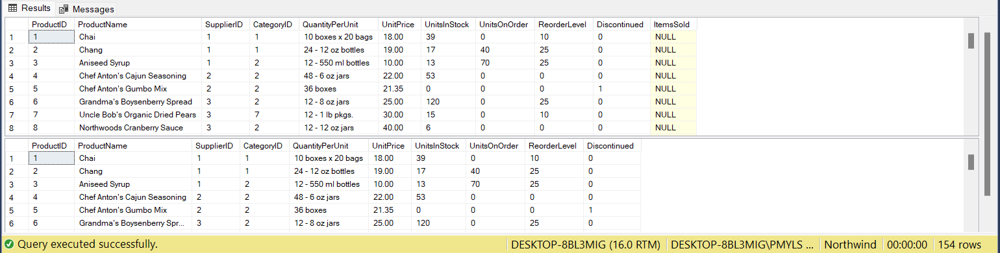 Results Messages
ProductID ProductName SupplierID CategoryID QuantityPerUnit UnitPrice UnitsInStock UnitsOnOrder ReorderLevel Discontinued ItemsSold
1 1 Chai 1 1 10 boxes x 20 bags 18.00 39 0 10 0 NULL
2 2 Chang 1 1 24 - 12 oz bottles 19.00 17 40 25 0 NULL
3 3 Aniseed Syrup 1 2 12 - 550 ml bottles 10.00 13 70 25 0 NULL
4 4 Chef Anton's Cajun Seasoning 2 2 48 - 6 oz jars 22.00 53 0 0 0 NULL
5 5 Chef Anton's Gumbo Mix 2 2 36 boxes 21.35 0 0 0 1 NULL
6 6 Grandma's Boysenberry Spread 3 2 12 - 8 oz jars 25.00 120 0 25 0 NULL
7 7 Uncle Bob's Organic Dried Pears 3 7 12 - 1 lb pkgs. 30.00 15 0 10 0 NULL
8 8 Northwoods Cranberry Sauce 3 2 12 - 12 oz jars 40.00 6 0 0 0 NULL
ProductID ProductName SupplierID CategoryID QuantityPerUnit UnitPrice UnitsInStock UnitsOnOrder ReorderLevel Discontinued
1 1 Chai 1 1 10 boxes x 20 bags 18.00 39 0 10 0
2 2 Chang 1 1 24 - 12 oz bottles 19.00 17 40 25 0
3 3 Aniseed Syrup 1 2 12 - 550 ml bottles 10.00 13 70 25 0
4 4 Chef Anton's Cajun Seasoning 2 2 48 - 6 oz jars 22.00 53 0 0 0
5 5 Chef Anton's Gumbo Mix 2 2 36 boxes 21.35 0 0 0 1
6 6 Grandma's Boysenberry Spr... 3 2 12 - 8 oz jars 25.00 120 0 25 0
Query executed successfully. DESKTOP-8BL3MIG (16.0 RTM) DESKTOP-8BL3MIG\PMYLS ... Northwind 00:00:00 154 rows